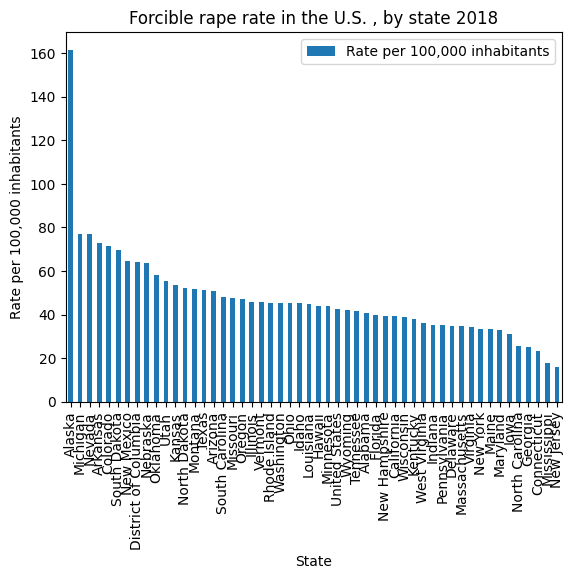 Forcible rape rate in the U.S. , by state 2018
Rate per 100,000 inhabitants
Rate per 100,000 inhabitants
160
140
120
100
80
60
40
20
0
Alaska
Michigan
Nevada
Arkansas
Colorado
South Dakota
New Mexico
District of Columbia
Nebraska
Oklahoma
Utah
Kansas
North Dakota
Montana
Texas
Arizona
South Carolina
Missouri
Oregon
Illinois
Vermont
Rhode Island
Washington
Ohio
Idaho
Louisiana
Hawaii
Minnesota
United States
Wyoming
Tennessee
Alabama
Florida
New Hampshire
California
Wisconsin
Kentucky
West Virginia
Indiana
Pennsylvania
Delaware
Massachusetts
Virginia
New York
Maine
Maryland
Iowa
North Carolina
Georgia
Connecticut
Mississippi
New Jersey
State